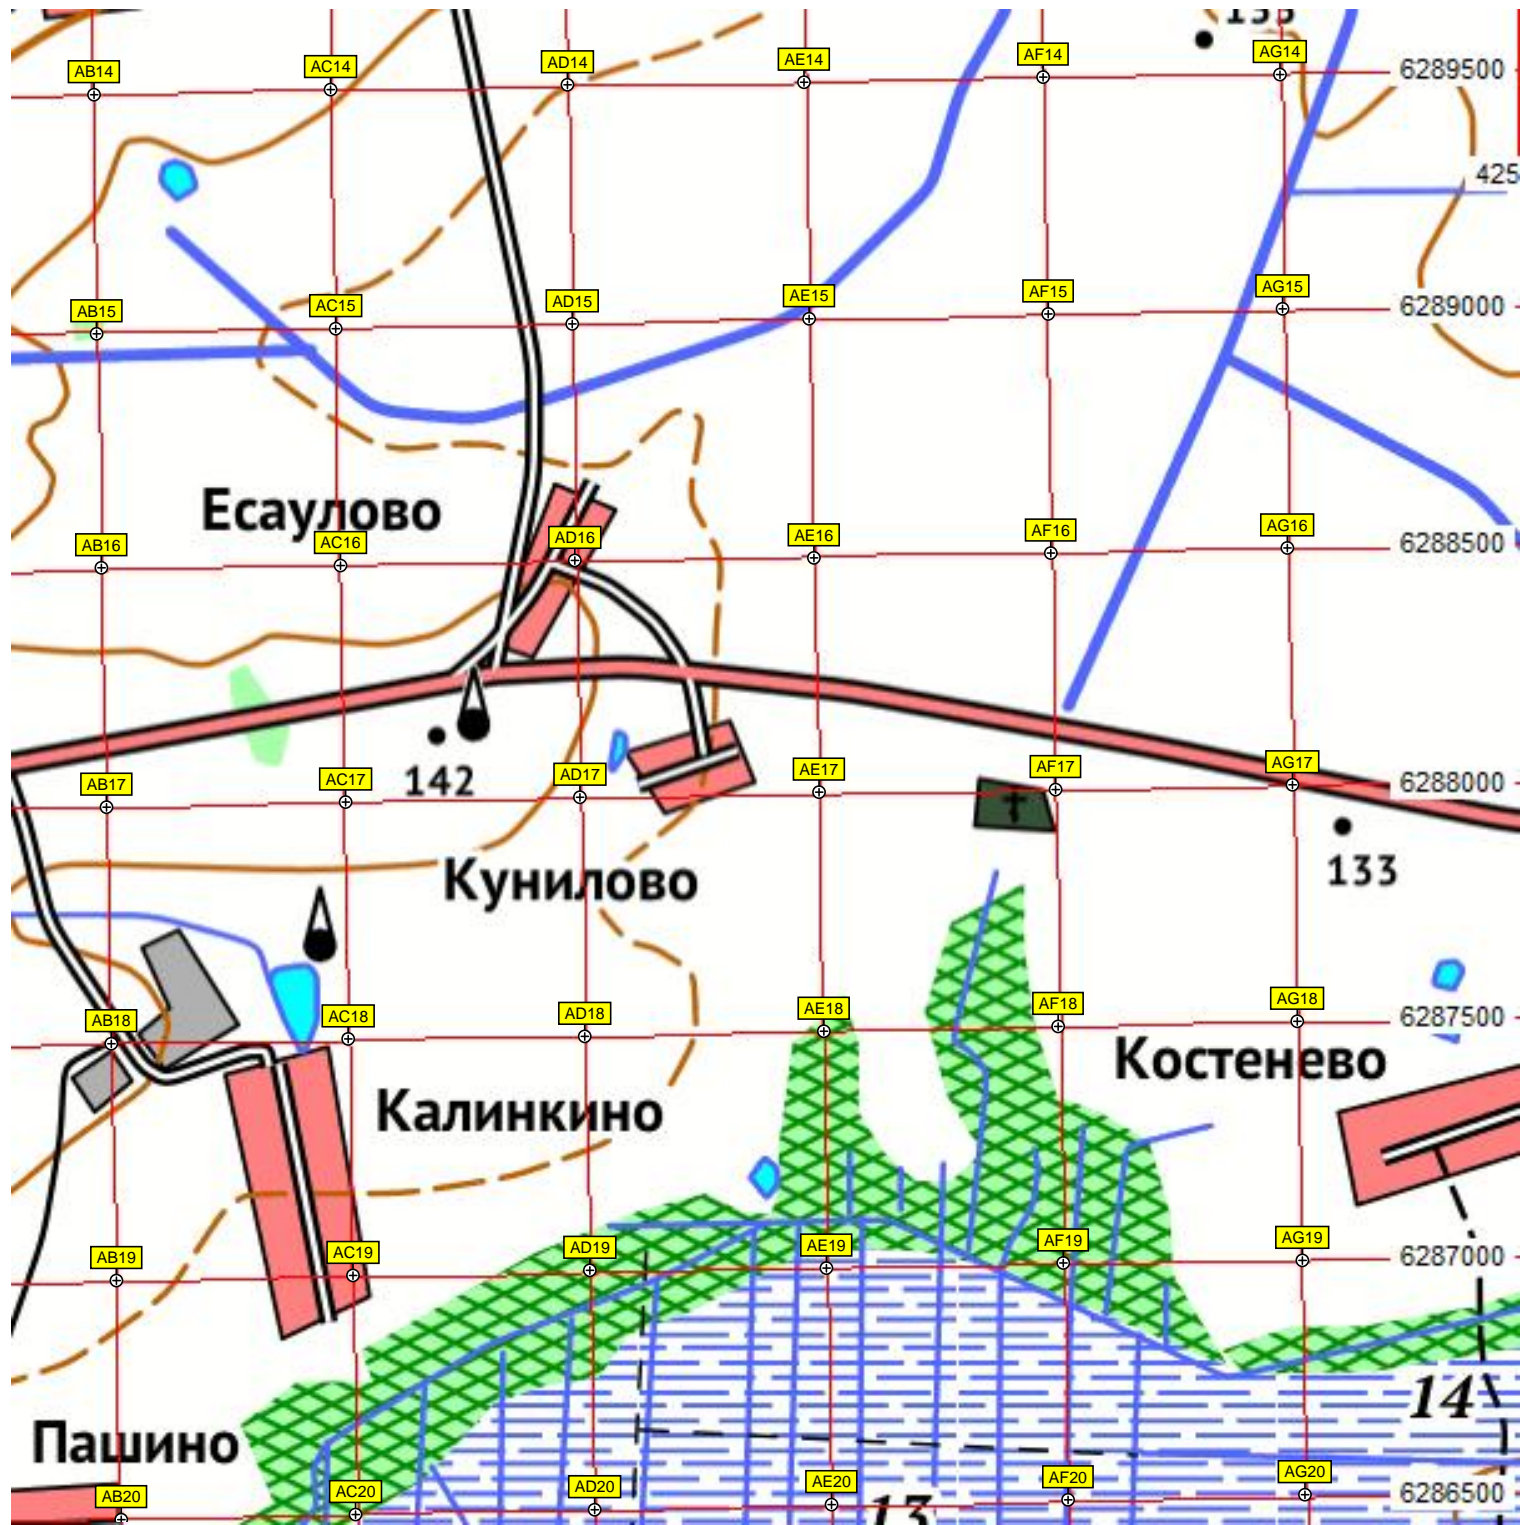 133
AB14 AC14 AD14 AE14 AF14 AG14 6289500
425
AB15 AC15 AD15 AE15 AF15 AG15 6289000
Есаулово
AB16 AC16 AD16 AE16 AF16 AG16 6288500
142
AB17 AC17 AD17 AE17 AF17 AG17 6288000
133
Кунилово
AB18 AC18 AD18 AE18 AF18 AG18 6287500
Костенево
Калинкино
AB19 AC19 AD19 AE19 AF19 AG19 6287000
14
Пашино
AB20 AC20 AD20 AE20 AF20 AG20 6286500
13